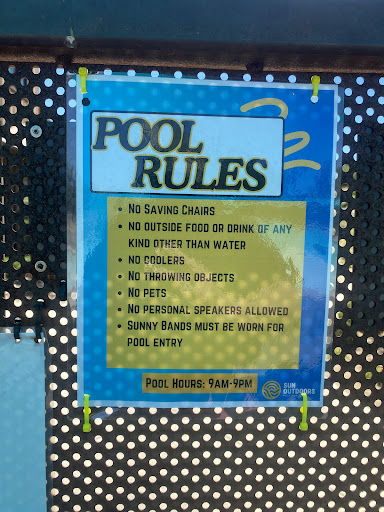 POOL
RULES
• No Saving Chairs
• no outside food or drink of any
kind other than water
• no coolers
• No throwing objects
• No pets
• No personal speakers allowed
• Sunny Bands must be worn for
pool entry
Pool Hours: 9AM-9PM
SUN
OUTDOORS